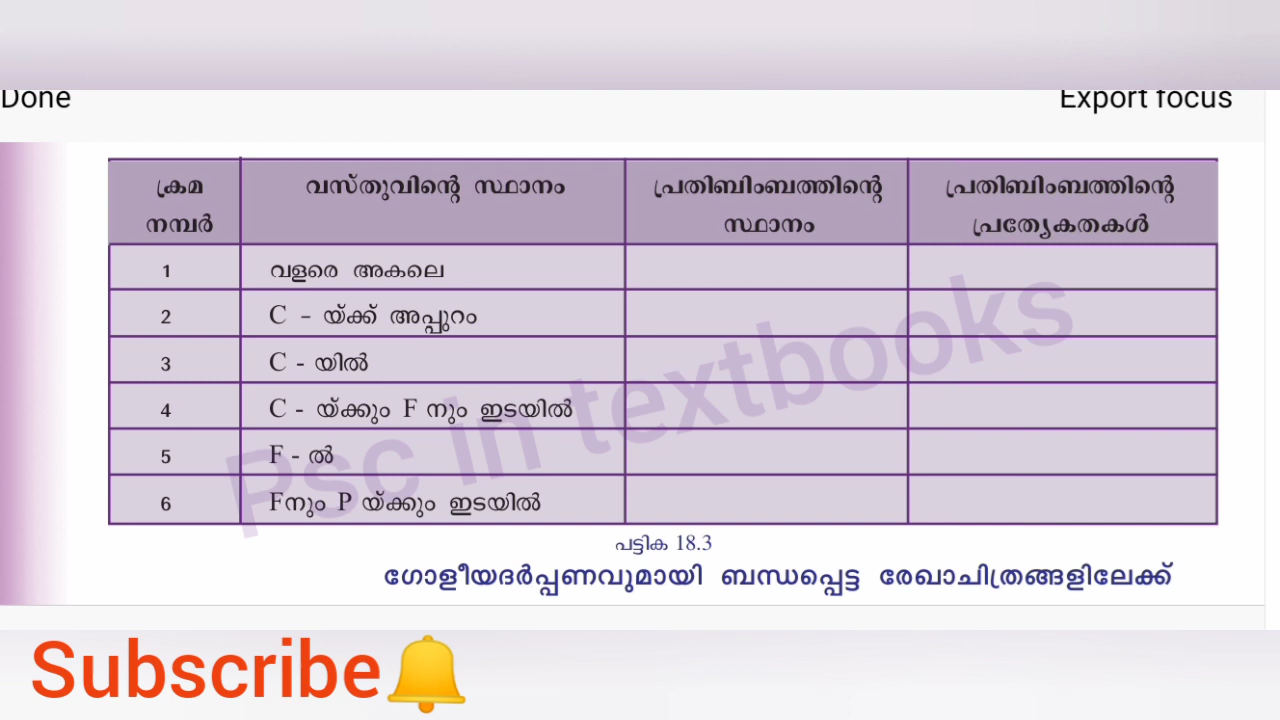 Done Export focus
ക്രമ നമ്പർ വസ്തുവിന്റെ സ്ഥാനം പ്രതിബിംബത്തിന്റെ സ്ഥാനം പ്രതിബിംബത്തിന്റെ പ്രത്യേകതകൾ
1 വളരെ അകലെ
2 C - യ്ക്ക് അപ്പുറം
3 C - യിൽ
4 C - യ്ക്കും F നും ഇടയിൽ
5 F - ൽ
6 Fനും P യ്ക്കും ഇടയിൽ
Psc in textbooks
പട്ടിക 18.3
ഗോളീയദർപ്പണവുമായി ബന്ധപ്പെട്ട രേഖാചിത്രങ്ങളിലേക്ക്
Subscribe